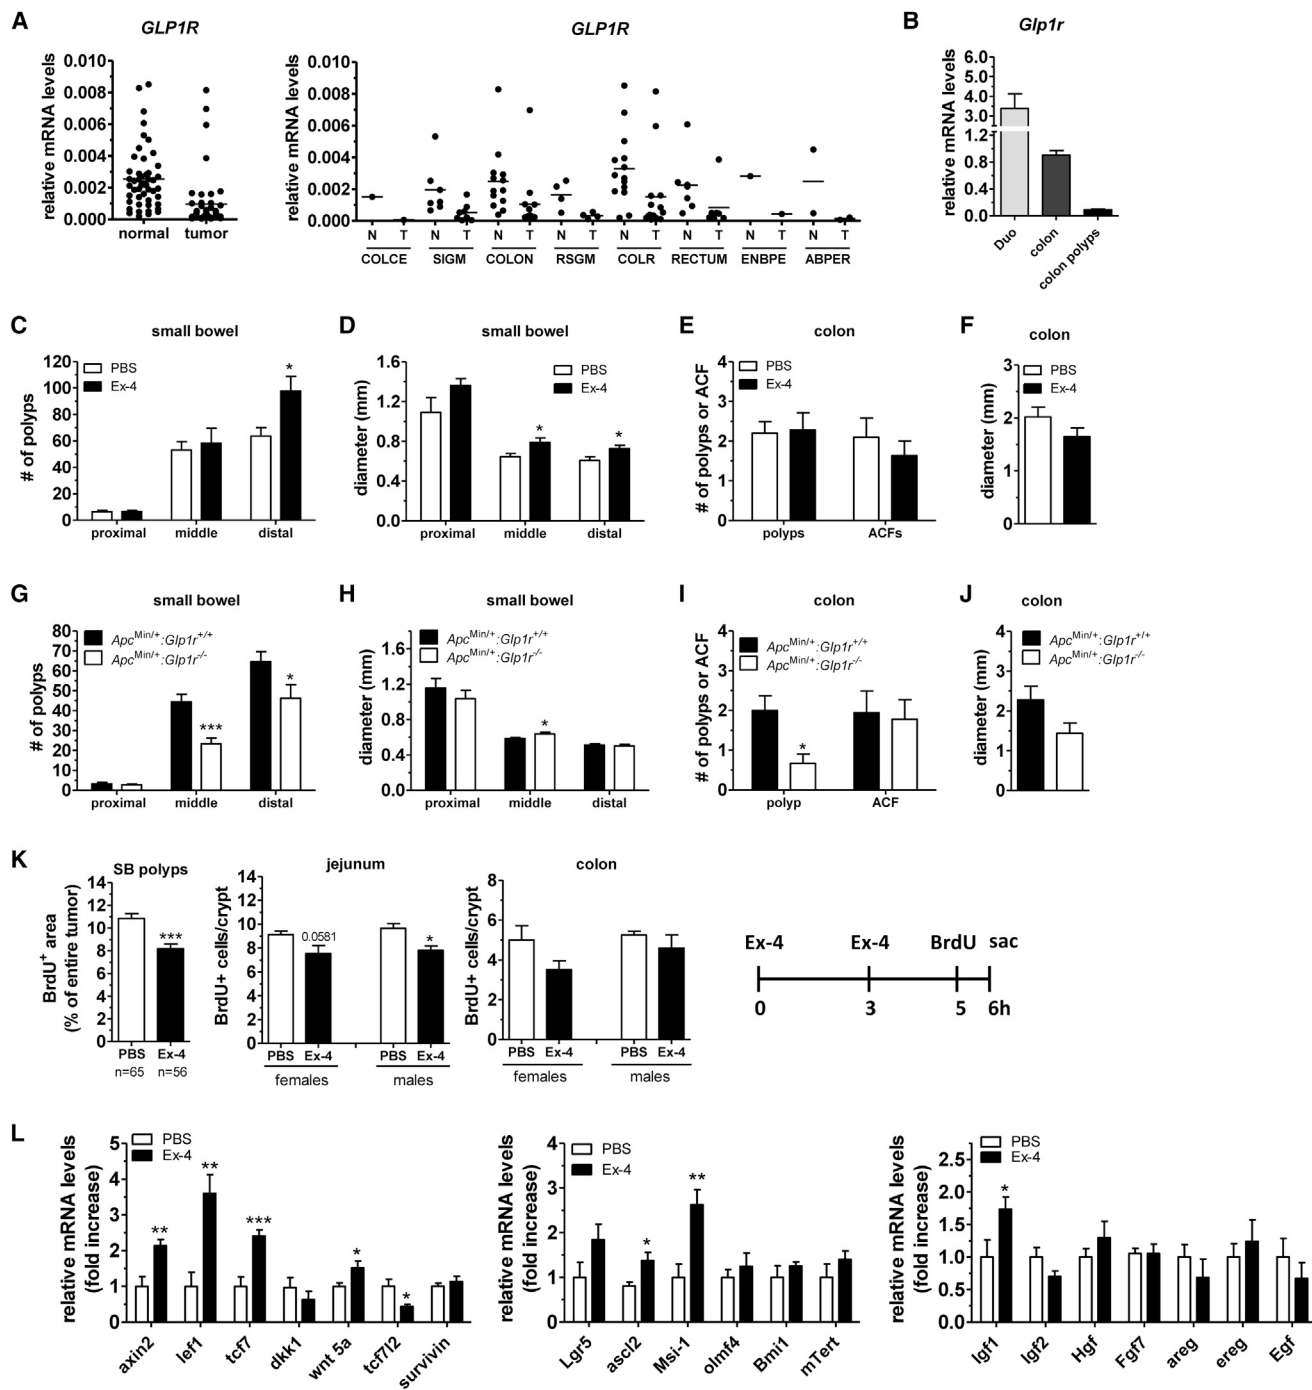 A
GLP1R
relative mRNA levels
0.010
0.008
0.006
0.004
0.002
0.000
normal tumor
GLP1R
relative mRNA levels
0.010
0.008
0.006
0.004
0.002
0.000
N T N T N T N T N T N T N T N T
COLCE SIGM COLON RSGM COLR RECTUM ENBPE ABPER
B
Glp1r
relative mRNA levels
6.0
5.0
4.0
3.0
1.2
0.8
0.4
0.0
Duo colon colon polyps
C
small bowel
# of polyps
120
100
80
60
40
20
0
PBS
Ex-4
*
proximal middle distal
D
small bowel
diameter (mm)
1.6
1.2
0.8
0.4
0.0
PBS
Ex-4
* *
proximal middle distal
E
colon
# of polyps or ACF
4
3
2
1
0
PBS
Ex-4
polyps ACFs
F
colon
diameter (mm)
3
2
1
0
PBS
Ex-4
G
small bowel
# of polyps
80
70
60
50
40
30
20
10
0
ApcMin/+:Glp1r+/+
ApcMin/+:Glp1r-/-
*** *
proximal middle distal
H
small bowel
diameter (mm)
1.6
1.2
0.8
0.4
0.0
ApcMin/+:Glp1r+/+
ApcMin/+:Glp1r-/-
*
proximal middle distal
I
colon
# of polyps or ACF
4
3
2
1
0
ApcMin/+:Glp1r+/+
ApcMin/+:Glp1r-/-
*
polyp ACF
J
colon
diameter (mm)
4
3
2
1
0
ApcMin/+:Glp1r+/+
ApcMin/+:Glp1r-/-
K
SB polyps
BrdU+ area
(% of entire tumor)
14
12
10
8
6
4
2
0
***
PBS Ex-4
n=65 n=56
jejunum
BrdU+ cells/crypt
14
12
10
8
6
4
2
0
0.0581 *
PBS Ex-4 PBS Ex-4
females males
colon
BrdU+ cells/crypt
8
6
4
2
0
PBS Ex-4 PBS Ex-4
females males
Ex-4 Ex-4 BrdU sac
0 3 5 6h
L
relative mRNA levels
(fold increase)
5
4
3
2
1
0
PBS
Ex-4
** ** *** * *
axin2 lef1 tcf7 dkk1 wnt 5a tcf7l2 survivin
relative mRNA levels
(fold increase)
4
3
2
1
0
PBS
Ex-4
* **
Lgr5 ascl2 Msi-1 olmf4 Bmi1 mTert
relative mRNA levels
(fold increase)
2.5
2.0
1.5
1.0
0.5
0.0
PBS
Ex-4
*
Igf1 Igf2 Hgf Fgf7 areg ereg Egf